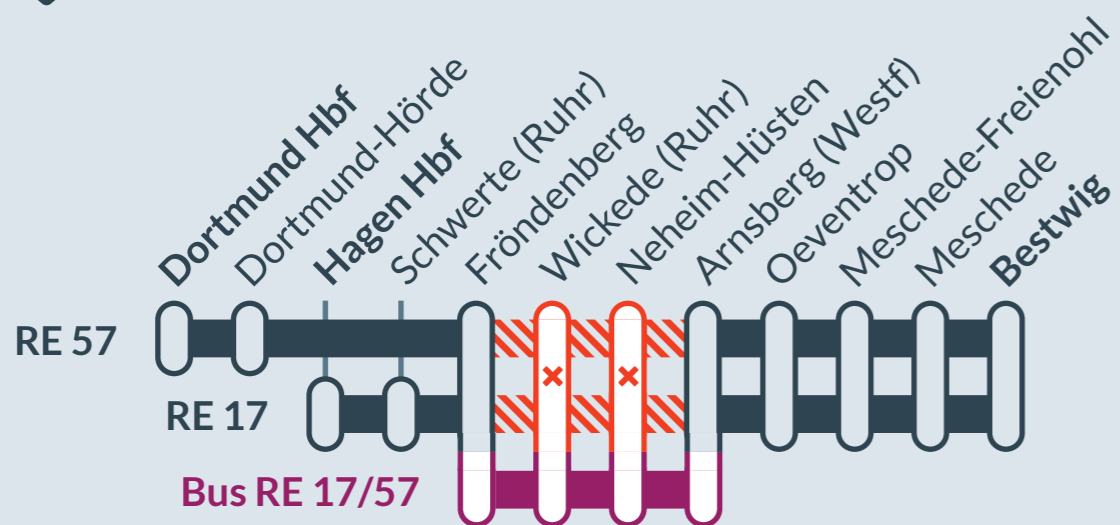 Dortmund Hbf
Dortmund-Hörde
Hagen Hbf
Schwerte (Ruhr)
Fröndenberg
Wickede (Ruhr)
Neheim-Hüsten
Arnsberg (Westf)
Oeventrop
Meschede-Freienohl
Meschede
Bestwig
RE 57
RE 17
Bus RE 17/57